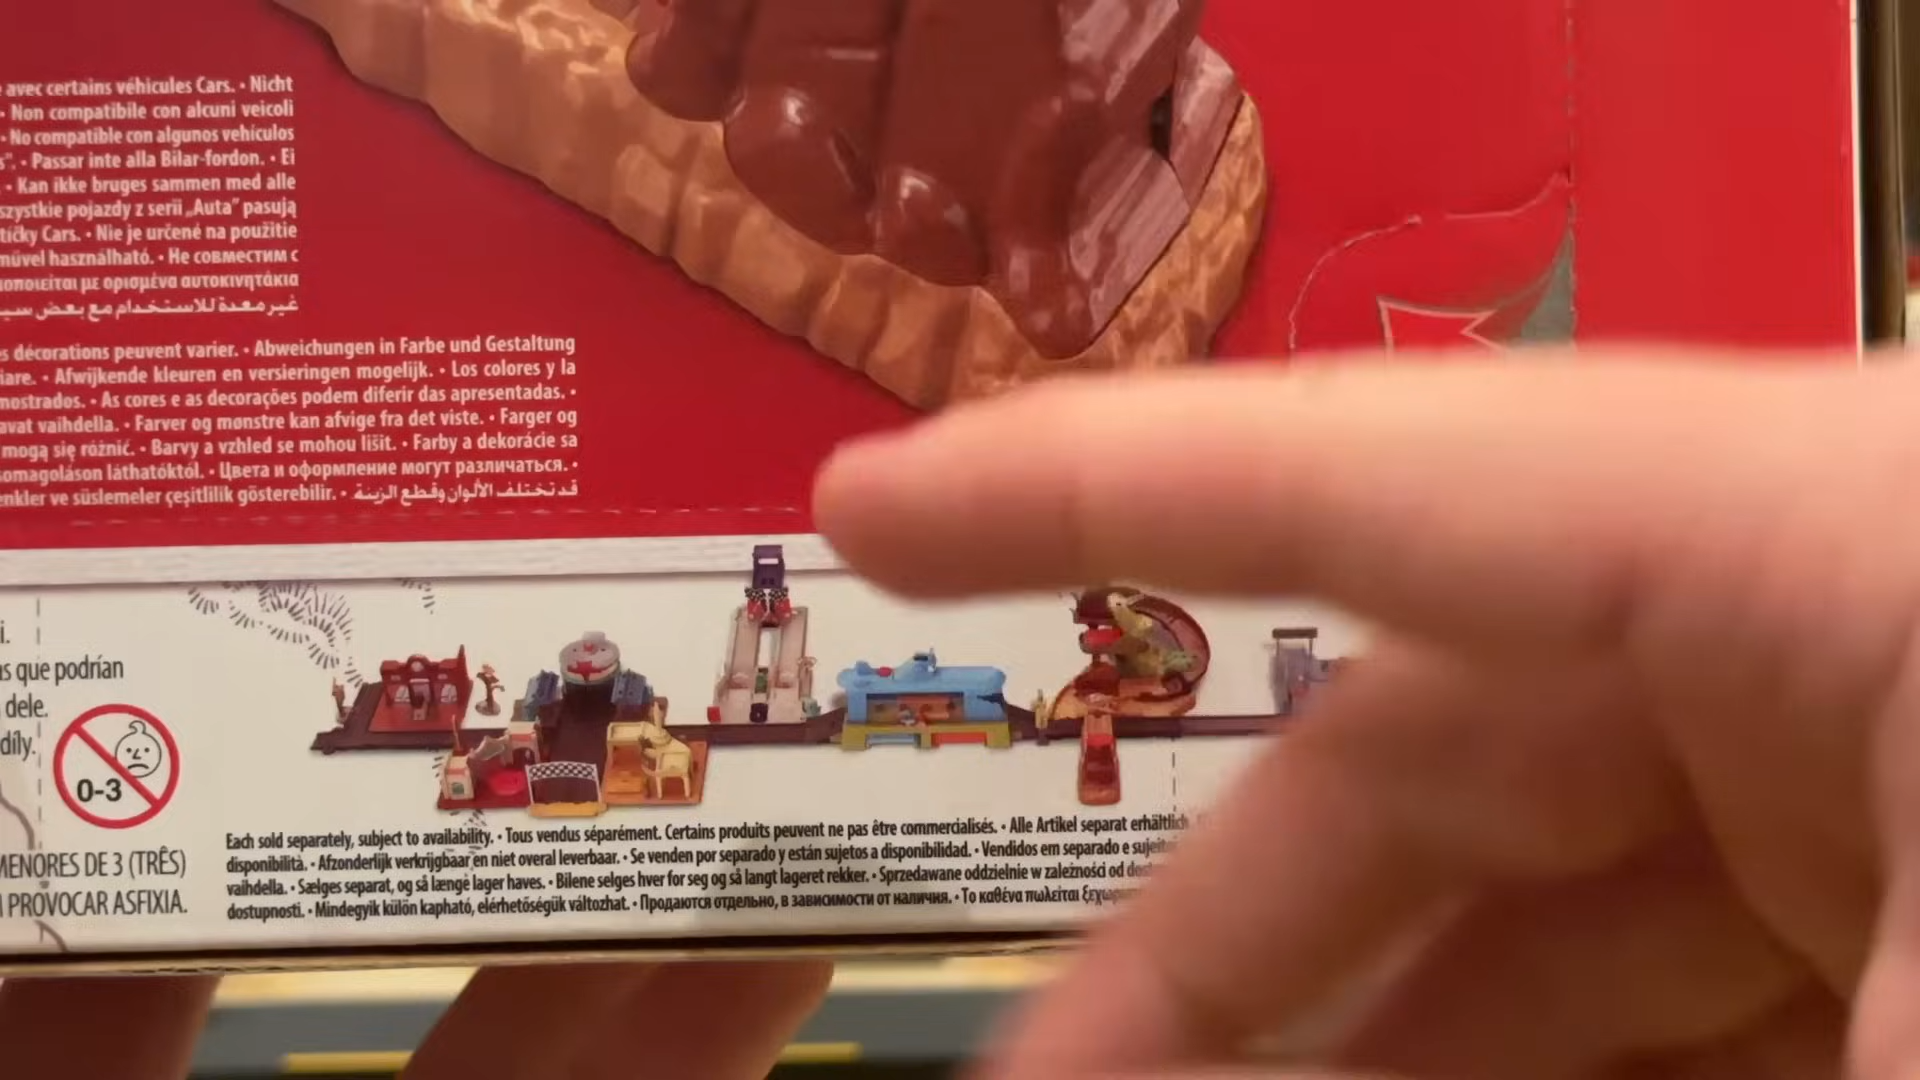 avec certains véhicules Cars. • Nicht
• Non compatibile con alcuni veicoli
• No compatible con algunos vehículos
• Passar inte alla Bilar-fordon. • Ei
• Kan ikke bruges sammen med alle
szystkie pojazdy z serii „Auta" pasują
tíčky Cars. • Nie je určené na použitie
művel használható. • Не совместим с
οποιείται με ορισμένα αυτοκινητάκια
غير معدة للاستخدام مع بعض سي
s décorations peuvent varier. • Abweichungen in Farbe und Gestaltung
iare. • Afwijkende kleuren en versieringen mogelijk. • Los colores y la
mostrados. • As cores e as decorações podem diferir das apresentadas. •
avat vaihdella. • Farver og mønstre kan afvige fra det viste. • Farger og
mogą się różnić. • Barvy a vzhled se mohou lišit. • Farby a dekorácie sa
omagoláson láthatóktól. • Цвета и оформление могут различаться. •
enkler ve süslemeler çeşitlilik gösterebilir. • قد تختلف الألوان وقطع الزينة
i.
as que podrían
dele.
díly.
0-3
MENORES DE 3 (TRÊS)
PROVOCAR ASFIXIA.
Each sold separately, subject to availability. • Tous vendus séparément. Certains produits peuvent ne pas être commercialisés. • Alle Artikel separat erhältlich
disponibilità. • Afzonderlijk verkrijgbaar en niet overal leverbaar. • Se venden por separado y están sujetos a disponibilidad. • Vendidos em separado e sujeit
vaihdella. • Sælges separat, og så længe lager haves. • Bilene selges hver for seg og så langt lageret rekker. • Sprzedawane oddzielnie w zależności od dos
dostupnosti. • Mindegyik külön kapható, elérhetőségük változhat. • Продаются отдельно, в зависимости от наличия. • Το καθένα πωλείται ξεχωρ